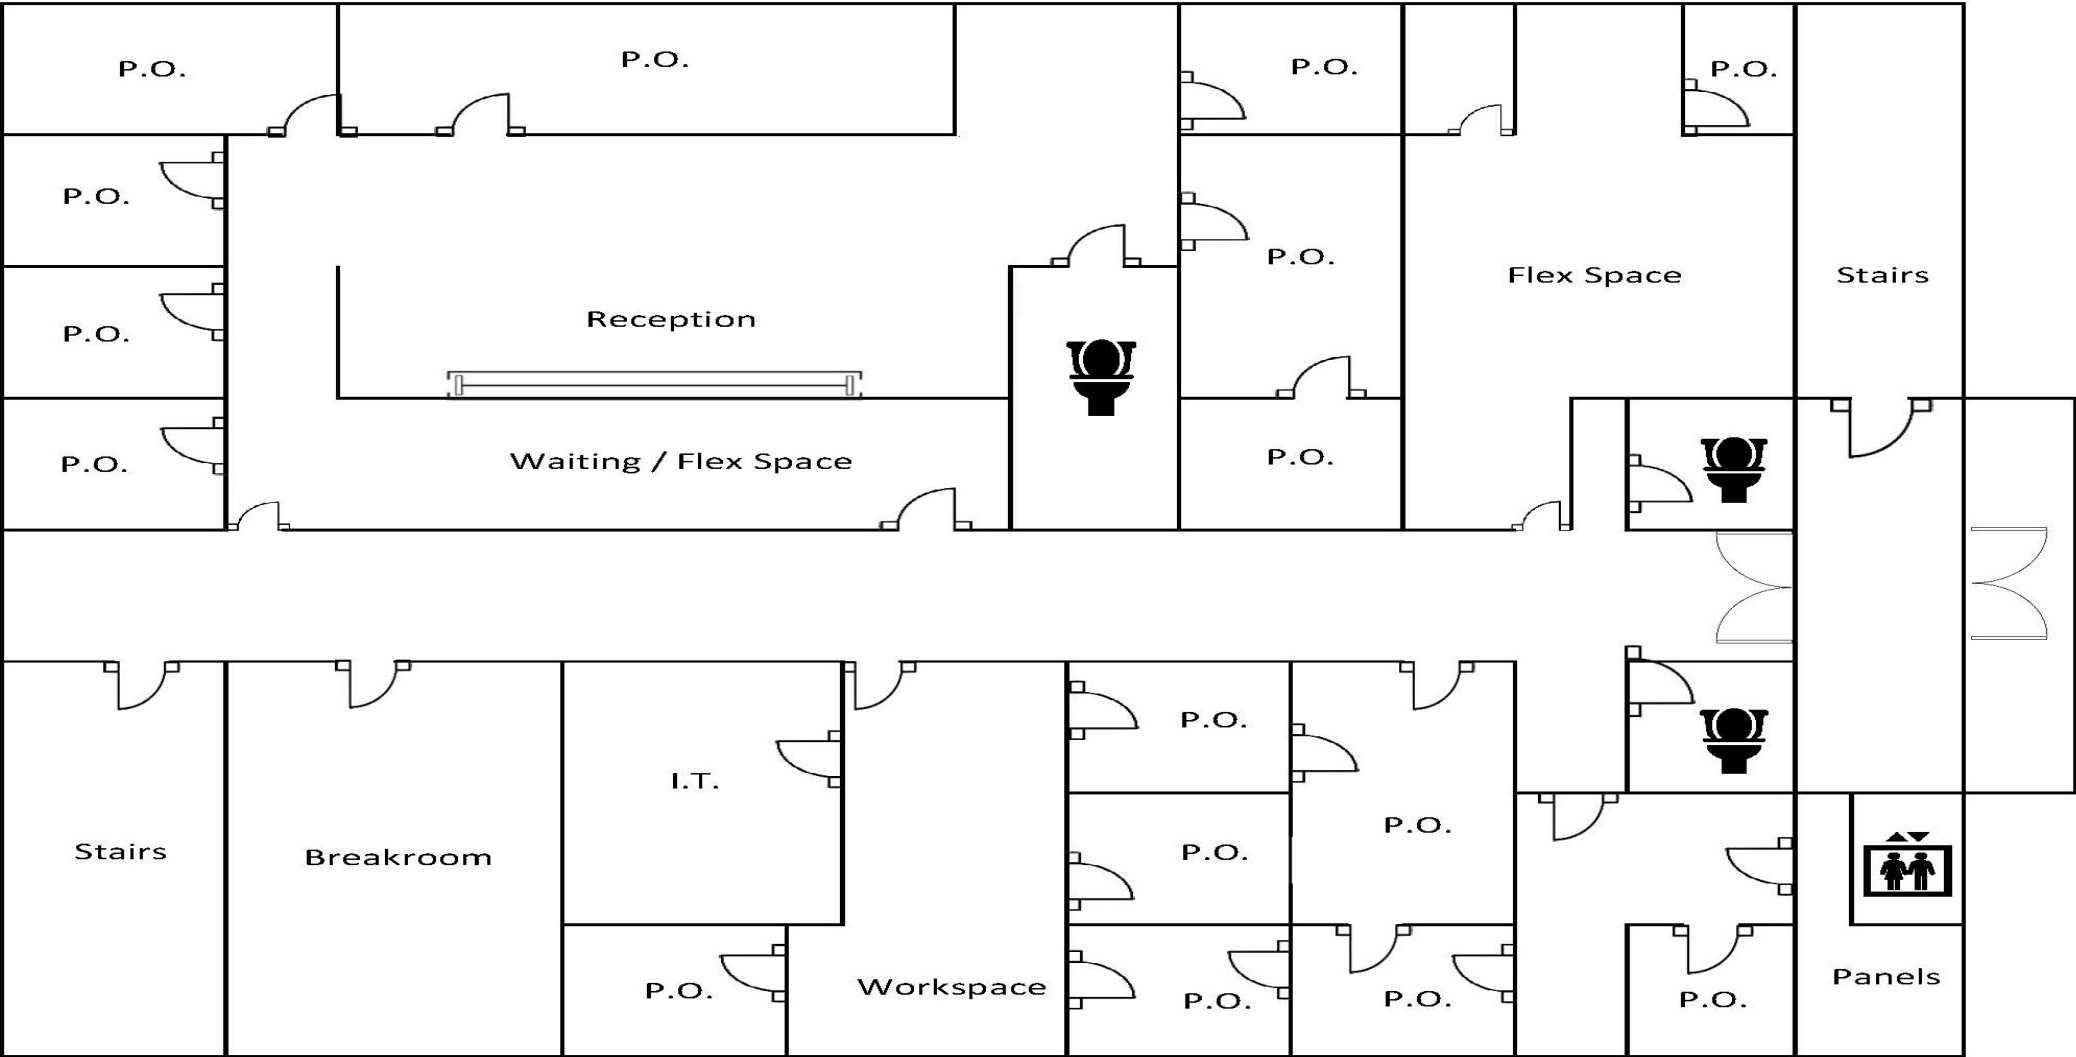 P.O.
P.O.
P.O.
P.O.
P.O.
P.O.
P.O.
Flex Space
Stairs
Reception
P.O.
Waiting / Flex Space
P.O.
P.O.
P.O.
I.T.
P.O.
P.O.
Stairs
Breakroom
P.O.
Workspace
P.O.
P.O.
P.O.
Panels